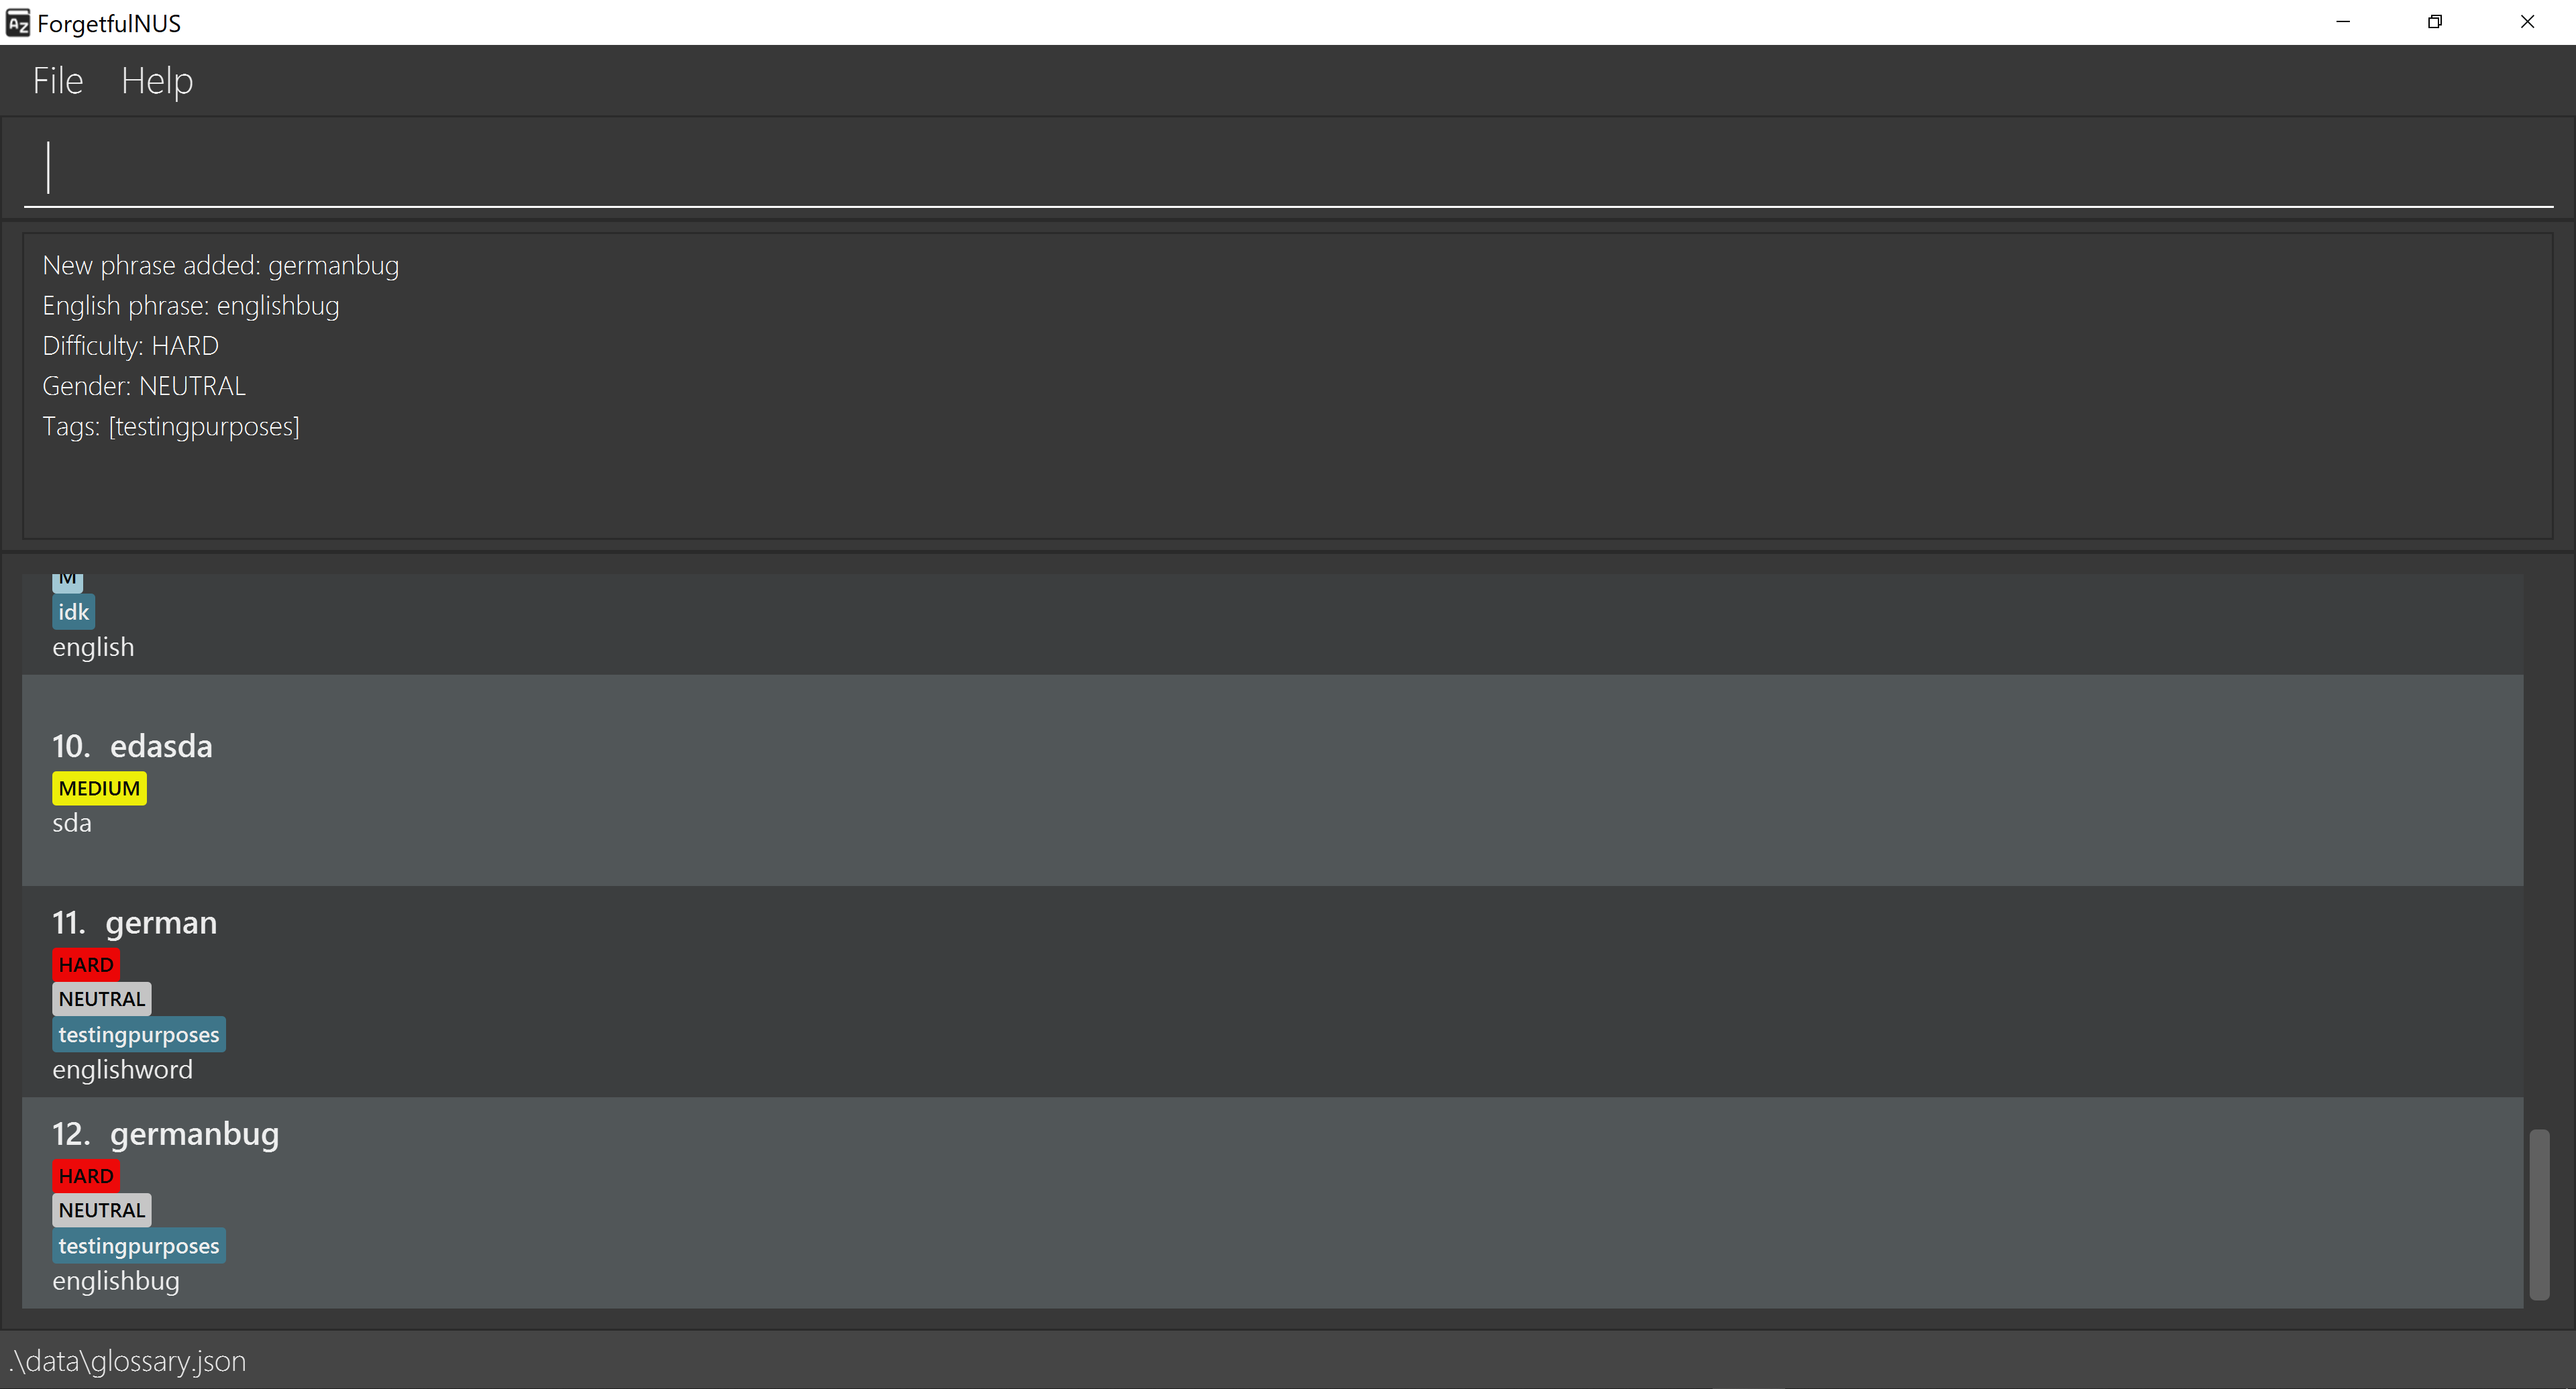 ForgetfulNUS
File Help
New phrase added: germanbug
English phrase: englishbug
Difficulty: HARD
Gender: NEUTRAL
Tags: [testingpurposes]
M
idk
english
10. edasda
MEDIUM
sda
11. german
HARD
NEUTRAL
testingpurposes
englishword
12. germanbug
HARD
NEUTRAL
testingpurposes
englishbug
.\data\glossary.json